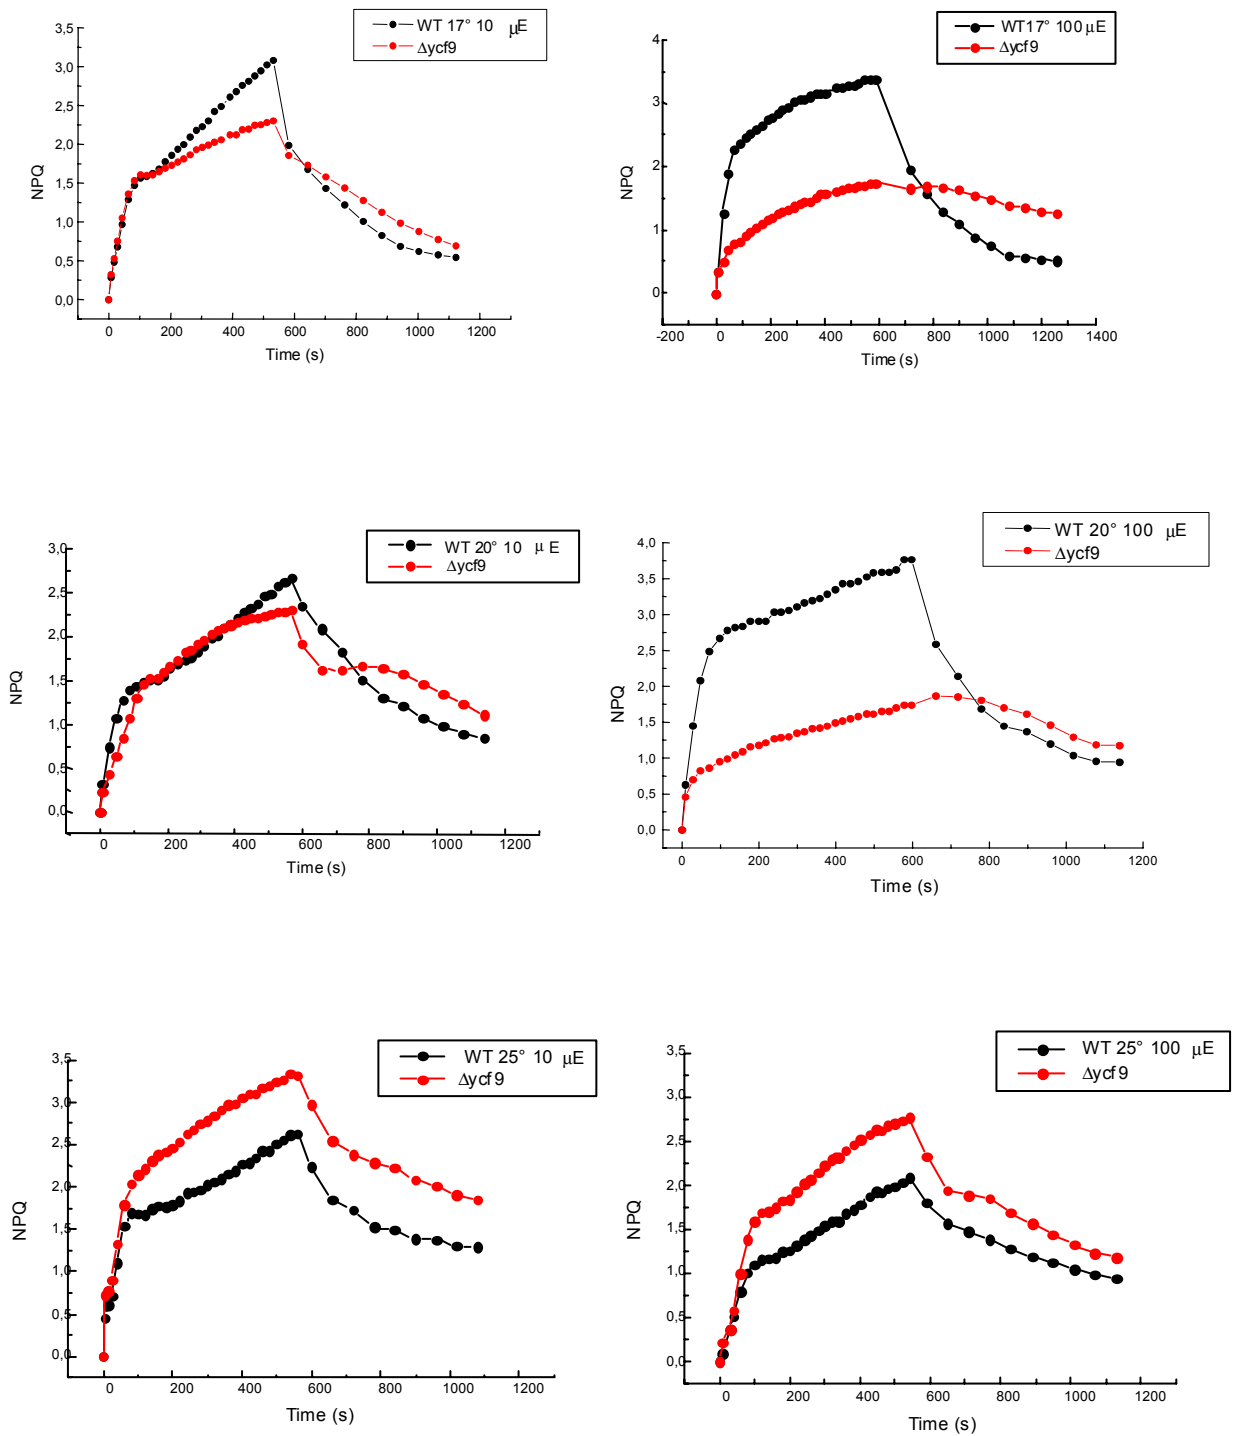 WT 17° 10 µE
Δycf9
3,5
3,0
2,5
2,0
1,5
1,0
0,5
0,0
NPQ
0 200 400 600 800 1000 1200
Time (s)
WT17° 100 µE
Δycf9
4
3
2
1
0
NPQ
-200 0 200 400 600 800 1000 1200 1400
Time (s)
WT 20° 10 µ E
Δycf9
3,0
2,5
2,0
1,5
1,0
0,5
0,0
NPQ
0 200 400 600 800 1000 1200
Time (s)
WT 20° 100 µE
Δycf9
4,0
3,5
3,0
2,5
2,0
1,5
1,0
0,5
0,0
NPQ
0 200 400 600 800 1000 1200
Time (s)
WT 25° 10 µE
Δycf9
3,5
3,0
2,5
2,0
1,5
1,0
0,5
0,0
NPQ
0 200 400 600 800 1000
Time (s)
WT 25° 100 µE
Δycf9
3,5
3,0
2,5
2,0
1,5
1,0
0,5
0,0
NPQ
0 200 400 600 800 1000 1200
Time (s)